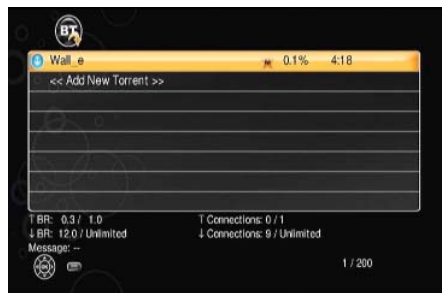 BT
Wall_e 0.1% 4:18
<< Add New Torrent >>
↑ BR: 0.3 / 1.0 ↑ Connections: 0 / 1
↓ BR: 12.0 / Unlimited ↓ Connections: 9 / Unlimited
Message: --
OK
1 / 200